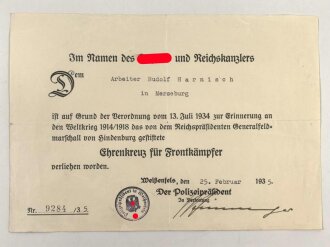 Im Namen des und Reichskanzlers
Dem
Arbeiter Rudolf Harnisch
in Merseburg
ist auf Grund der Verordnung vom 13. Juli 1934 zur Erinnerung an
den Weltkrieg 1914/1918 das von dem Reichspräsidenten Generalfeld-
marschall von Hindenburg gestiftete
Ehrenkreuz für Frontkämpfer
verliehen worden.
Weißenfels, den 25. Februar 1935.
Der Polizeipräsident
In Vertretung
Nr. 9284 /35